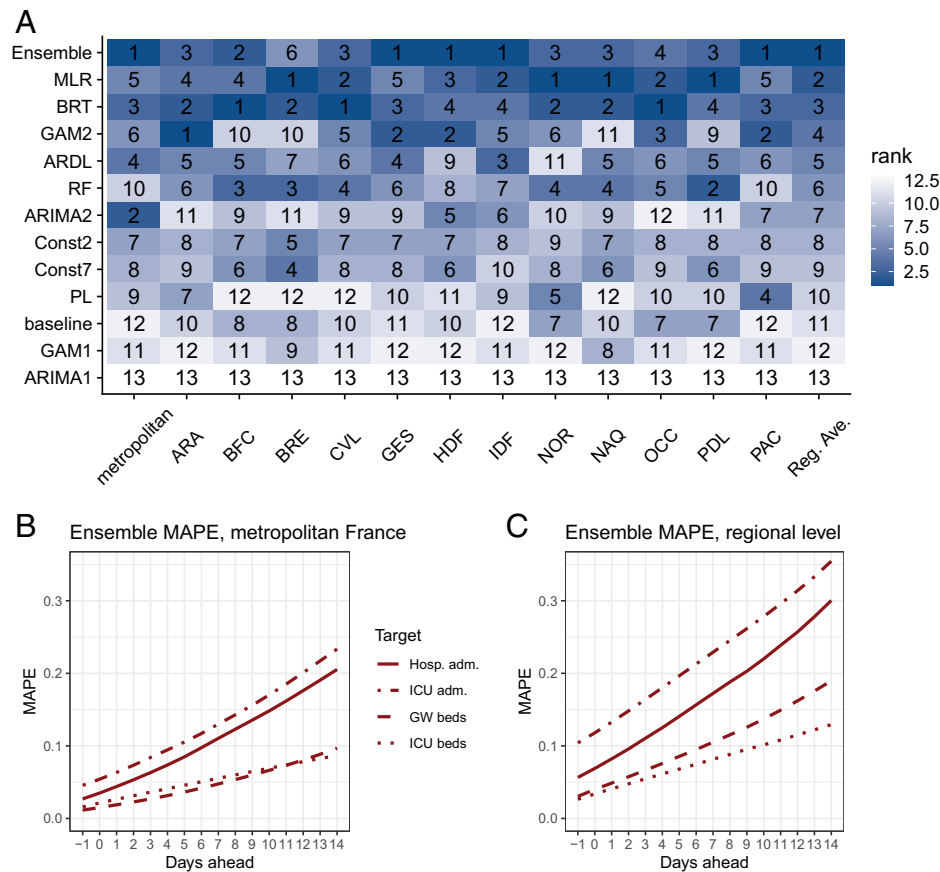 A
Ensemble 1 3 2 6 3 1 1 1 3 3 4 3 1 1
MLR 5 4 4 1 2 5 3 2 1 1 2 1 5 2
BRT 3 2 1 2 1 3 4 4 2 2 1 4 3 3
GAM2 6 1 10 10 5 2 2 5 6 11 3 9 2 4
ARDL 4 5 5 7 6 4 9 3 11 5 6 5 6 5
RF 10 6 3 3 4 6 8 7 4 4 5 2 10 6
ARIMA2 2 11 9 11 9 9 5 6 10 9 12 11 7 7
Const2 7 8 7 5 7 7 7 8 9 7 8 8 8 8
Const7 8 9 6 4 8 8 6 10 8 6 9 6 9 9
PL 9 7 12 12 12 10 11 9 5 12 10 10 4 10
baseline 12 10 8 8 10 11 10 12 7 10 7 7 12 11
GAM1 11 12 11 9 11 12 12 11 12 8 11 12 11 12
ARIMA1 13 13 13 13 13 13 13 13 13 13 13 13 13 13
metropolitan ARA BFC BRE CVL GES HDF IDF NOR NAQ OCC PDL PAC Reg. Ave.
rank
12.5
10.0
7.5
5.0
2.5
B
Ensemble MAPE, metropolitan France
MAPE
0.3
0.2
0.1
0.0
−1 0 1 2 3 4 5 6 7 8 9 10 11 12 13 14
Days ahead
Target
Hosp. adm.
ICU adm.
GW beds
ICU beds
C
Ensemble MAPE, regional level
MAPE
0.3
0.2
0.1
0.0
−1 0 1 2 3 4 5 6 7 8 9 10 11 12 13 14
Days ahead